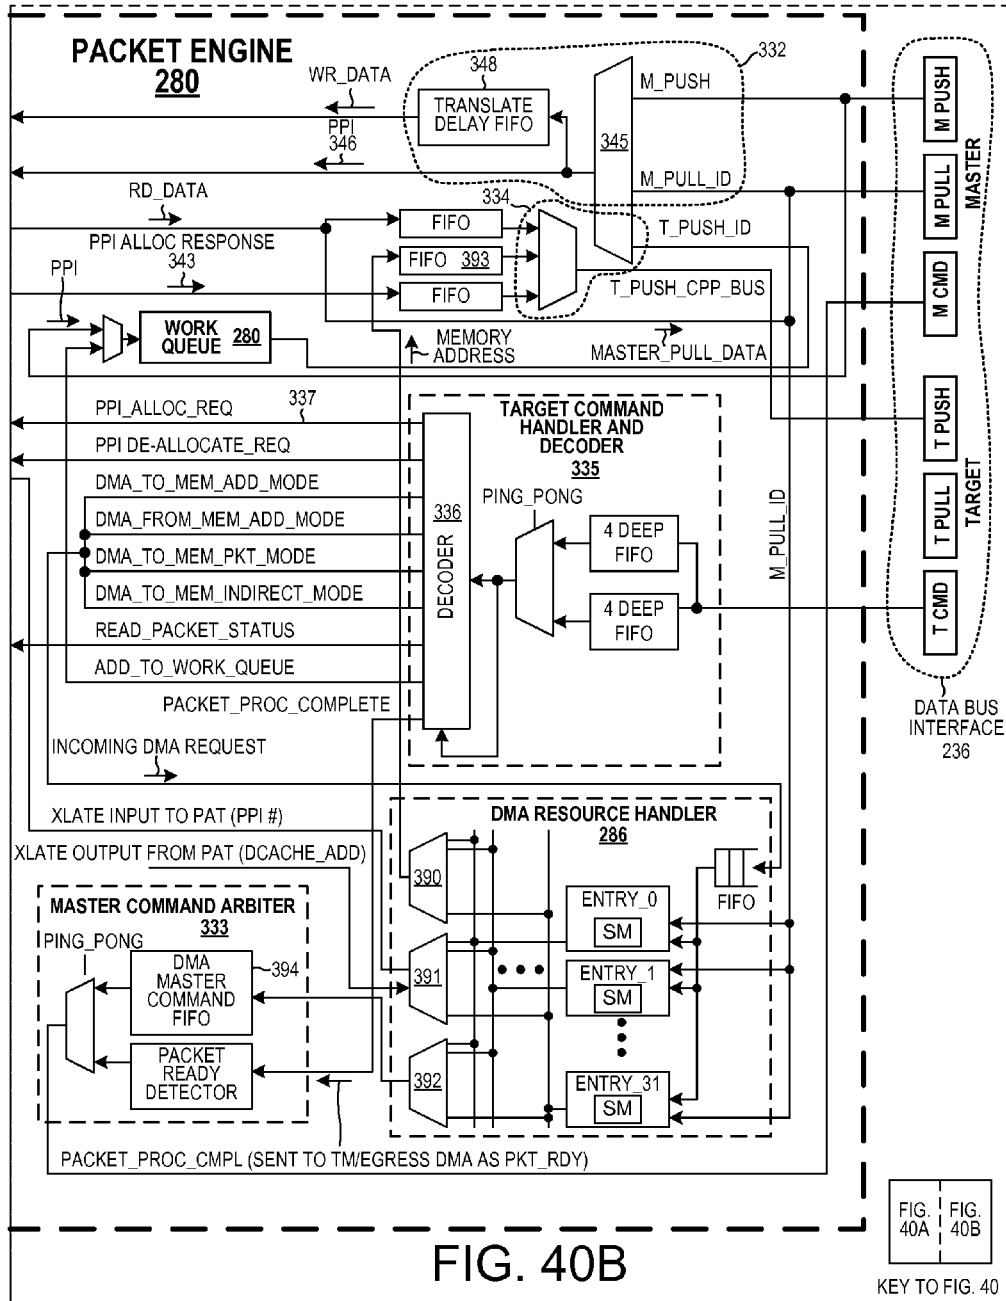 PACKET ENGINE
280
WR_DATA
348
TRANSLATE
DELAY FIFO
332
M_PUSH
M PUSH
PPI
346
345
M_PULL_ID
M PULL
MASTER
RD_DATA
334
FIFO
T_PUSH_ID
PPI ALLOC RESPONSE
343
FIFO 393
FIFO
T_PUSH_CPP_BUS
M CMD
PPI
WORK
QUEUE 280
MEMORY
ADDRESS
MASTER_PULL_DATA
PPI_ALLOC_REQ
337
TARGET COMMAND
HANDLER AND
DECODER
335
T PUSH
PPI DE-ALLOCATE_REQ
DMA_TO_MEM_ADD_MODE
DMA_FROM_MEM_ADD_MODE
DMA_TO_MEM_PKT_MODE
DMA_TO_MEM_INDIRECT_MODE
READ_PACKET_STATUS
ADD_TO_WORK_QUEUE
PACKET_PROC_COMPLETE
336
DECODER
PING_PONG
4 DEEP
FIFO
4 DEEP
FIFO
M_PULL_ID
T PULL
TARGET
T CMD
DATA BUS
INTERFACE
236
INCOMING DMA REQUEST
XLATE INPUT TO PAT (PPI #)
XLATE OUTPUT FROM PAT (DCACHE_ADD)
DMA RESOURCE HANDLER
286
390
391
392
FIFO
ENTRY_0
SM
ENTRY_1
SM
ENTRY_31
SM
MASTER COMMAND ARBITER
333
PING_PONG
DMA
MASTER
COMMAND
FIFO
394
PACKET
READY
DETECTOR
PACKET_PROC_CMPL (SENT TO TM/EGRESS DMA AS PKT_RDY)
FIG. 40B
FIG.
40A
FIG.
40B
KEY TO FIG. 40